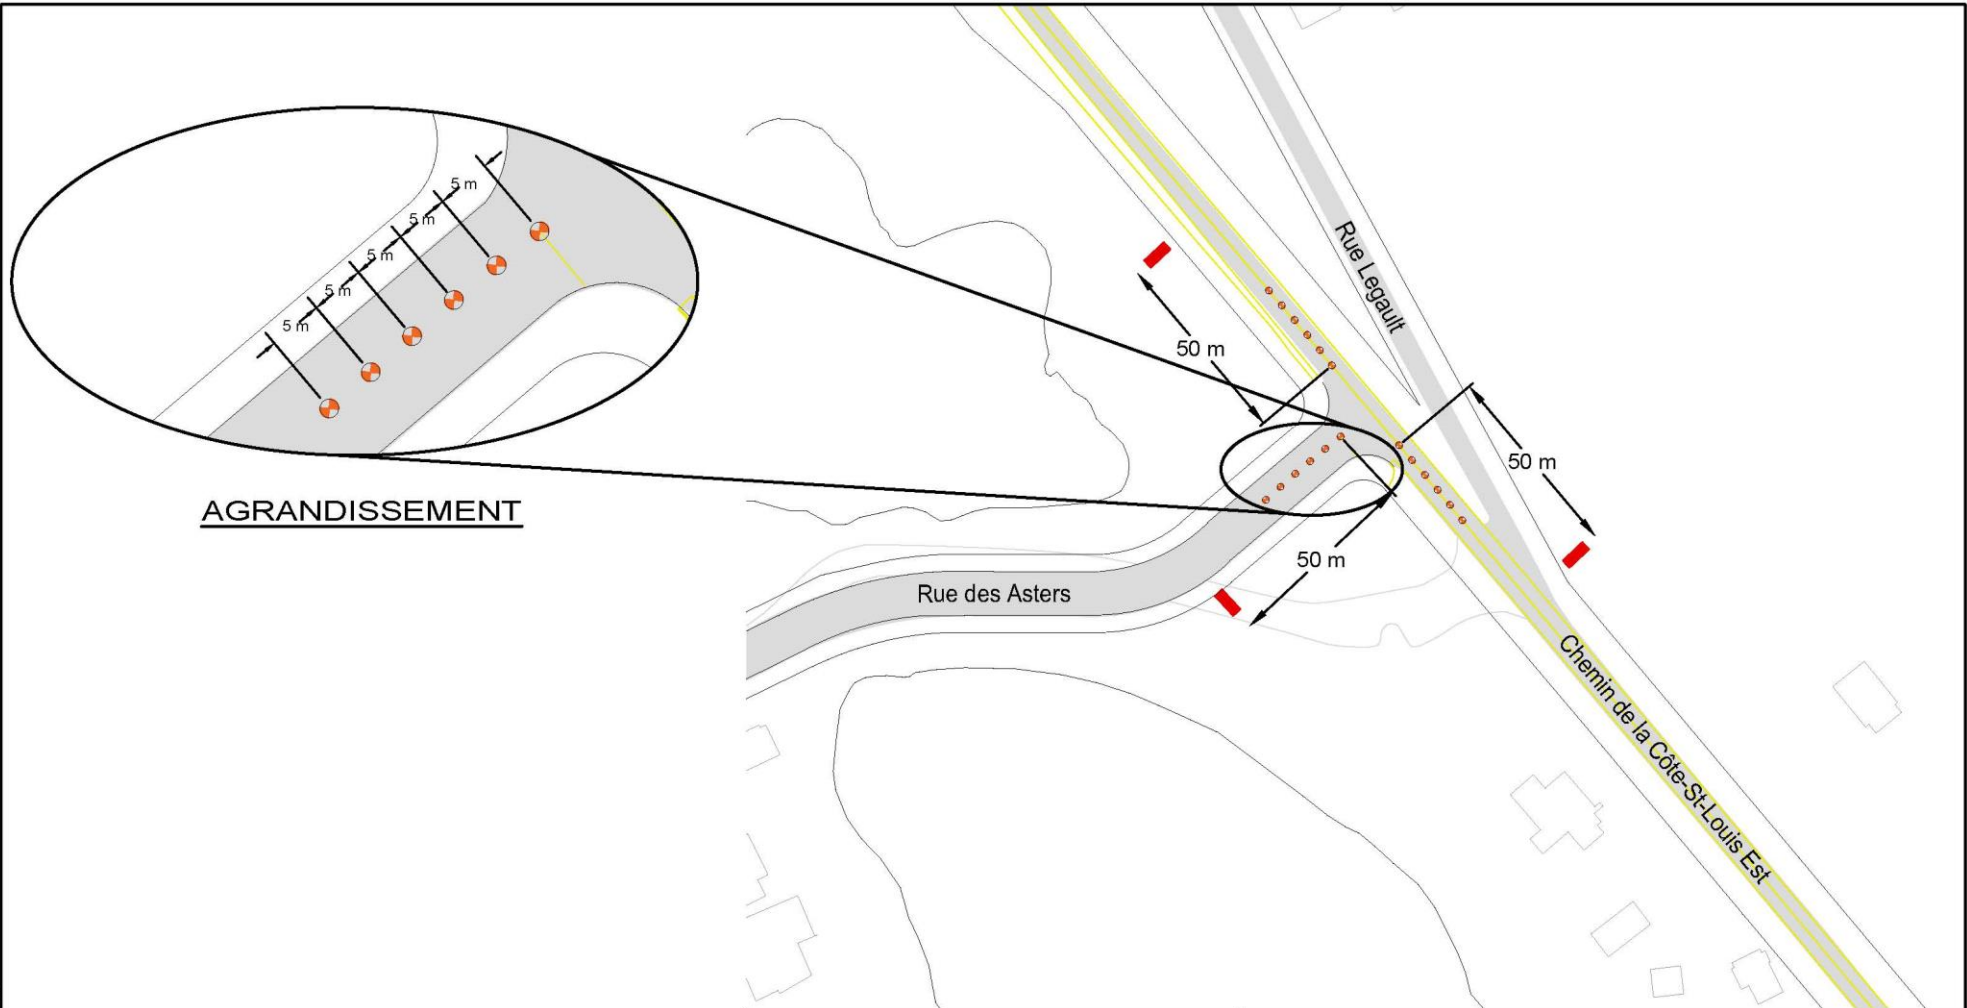 5 m
5 m
5 m
5 m
5 m
AGRANDISSEMENT
Rue Legault
50 m
50 m
50 m
Rue des Asters
Chemin de la Côte-St-Louis Est